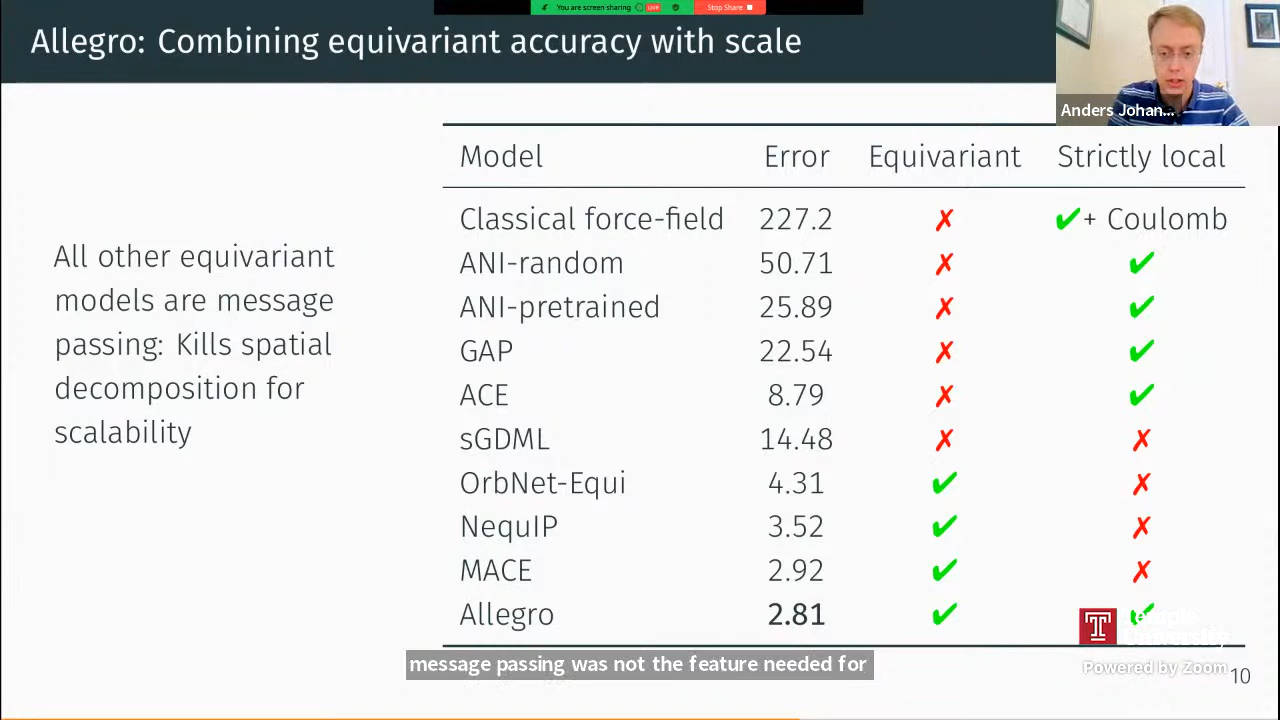 You are screen sharing LIVE Stop Share
Allegro: Combining equivariant accuracy with scale
Anders Johan...
All other equivariant
models are message
passing: Kills spatial
decomposition for
scalability
Model Error Equivariant Strictly local
Classical force-field 227.2 ✗ ✔+ Coulomb
ANI-random 50.71 ✗ ✔
ANI-pretrained 25.89 ✗ ✔
GAP 22.54 ✗ ✔
ACE 8.79 ✗ ✔
sGDML 14.48 ✗ ✗
OrbNet-Equi 4.31 ✔ ✗
NequIP 3.52 ✔ ✗
MACE 2.92 ✔ ✗
Allegro 2.81 ✔ ✔
Temple
University
message passing was not the feature needed for
Powered by Zoom
10